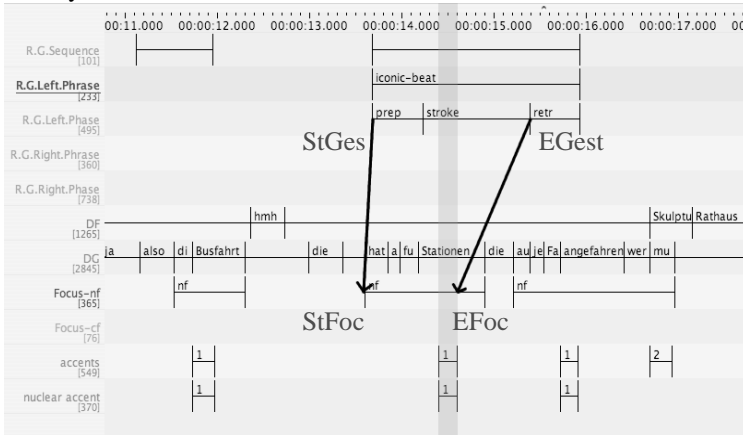 00:11.000 00:00:12.000 00:00:13.000 00:00:14.000 00:00:15.000 00:00:16.000 00:00:17.000 00
R.G.Sequence
[101]
R.G.Left.Phrase
[233]
iconic-beat
R.G.Left.Phase
[495]
prep stroke retr
StGes EGest
R.G.Right.Phrase
[360]
R.G.Right.Phase
[738]
DF
[1265]
hmh Skulptu Rathaus
DG
[2845]
ja also di Busfahrt die hat a fu Stationen die au je Fa angefahren wer mu
Focus-nf
[365]
nf nf nf
StFoc EFoc
Focus-cf
[76]
accents
[549]
1 1 1 2
nuclear accent
[370]
1 1 1